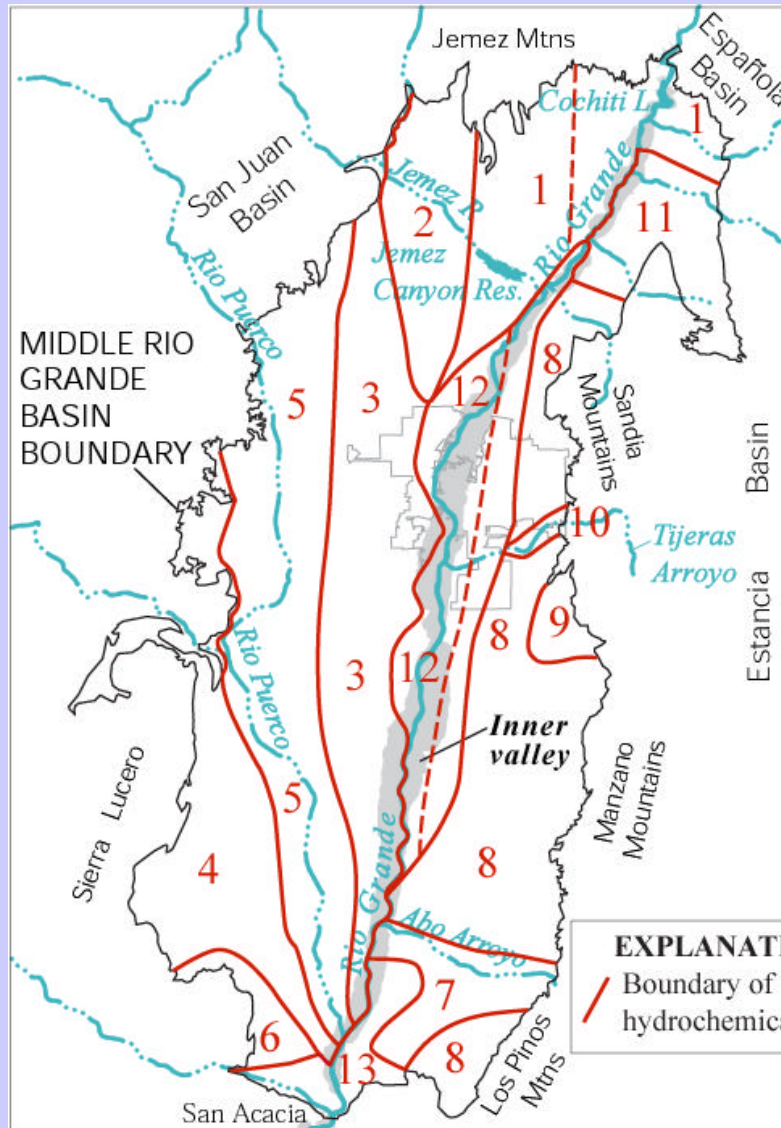 Jemez Mtns
Española
Basin
Cochiti L
1
San Juan
Basin
Jemez R.
2
1
Rio Grande
11
Jemez
Canyon Res.
Rio Puerco
MIDDLE RIO
GRANDE
BASIN
BOUNDARY
5
3
12
8
Sandia
Mountains
Basin
Estancia
10
Tijeras
Arroyo
9
8
Rio Puerco
3
12
Inner
valley
Sierra Lucero
5
4
Manzano
Mountains
8
Rio Grande
Abo Arroyo
7
6
13
8
Los Pinos
Mtns
San Acacia
EXPLANATI
Boundary of
hydrochemica